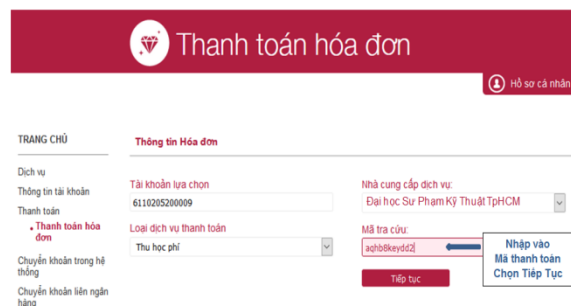 Thanh toán hóa đơn
Hồ sơ cá nhân
TRANG CHỦ
Dịch vụ
Thông tin tài khoản
Thanh toán
Thanh toán hóa
đơn
Chuyển khoản trong hệ
thống
Chuyển khoản liên ngân
hàng
Thông tin Hóa đơn
Tài khoản lựa chọn
6110205200009
Loại dịch vụ thanh toán
Thu học phí
Nhà cung cấp dịch vụ:
Đại học Sư Phạm Kỹ Thuật TpHCM
Mã tra cứu:
aqhb8keydd2
Tiếp tục
Nhập vào
Mã thanh toán
Chọn Tiếp Tục